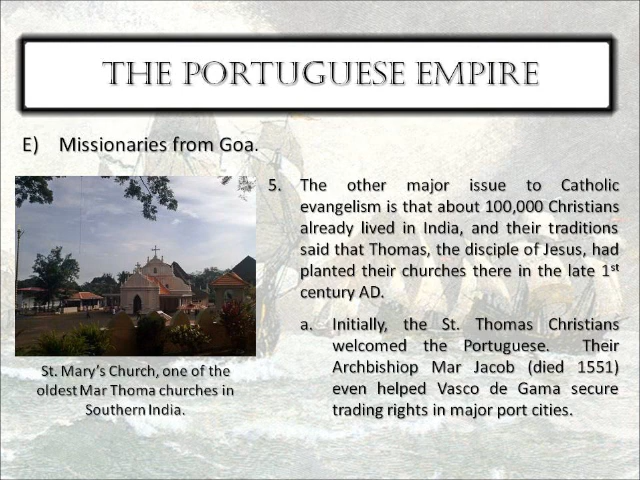 THE PORTUGUESE EMPIRE
E) Missionaries from Goa.
5. The other major issue to Catholic
evangelism is that about 100,000 Christians
already lived in India, and their traditions
said that Thomas, the disciple of Jesus, had
planted their churches there in the late 1st
century AD.
a. Initially, the St. Thomas Christians
welcomed the Portuguese. Their
Archbishiop Mar Jacob (died 1551)
even helped Vasco de Gama secure
trading rights in major port cities.
St. Mary's Church, one of the
oldest Mar Thoma churches in
Southern India.